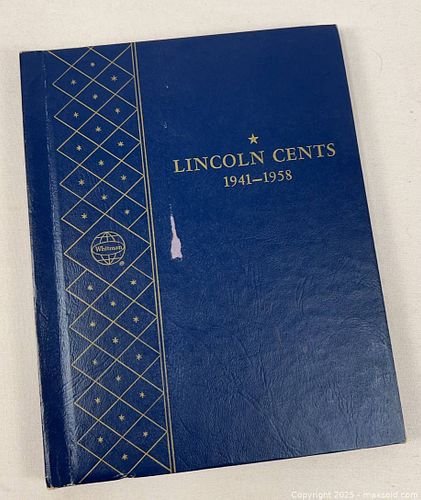 ★
LINCOLN CENTS
1941—1958
Whitman
®
Copyright 2025 - maxsold.com